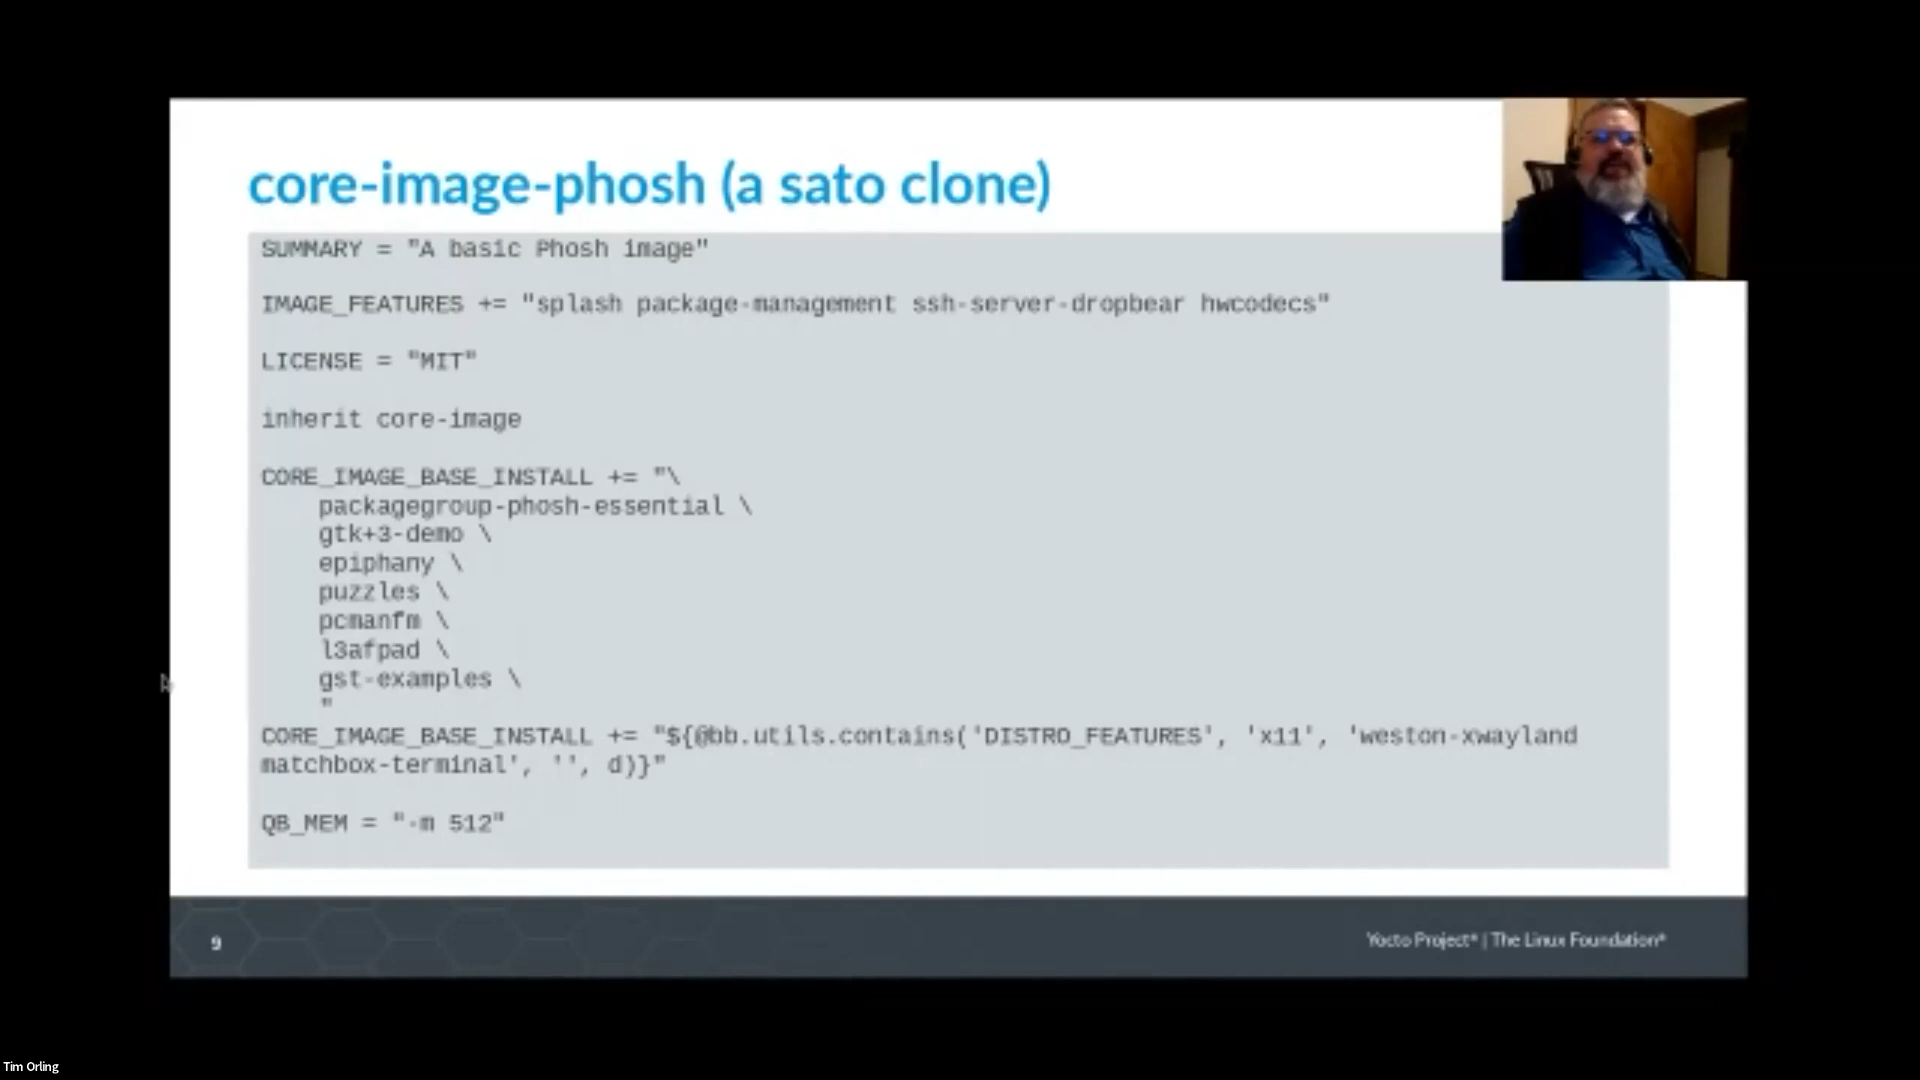 core-image-phosh (a sato clone)
SUMMARY = "A basic Phosh image"
IMAGE_FEATURES += "splash package-management ssh-server-dropbear hwcodecs"
LICENSE = "MIT"
inherit core-image
CORE_IMAGE_BASE_INSTALL += "\
packagegroup-phosh-essential \
gtk+3-demo \
epiphany \
puzzles \
pcmanfm \
l3afpad \
gst-examples \
"
CORE_IMAGE_BASE_INSTALL += "${@bb.utils.contains('DISTRO_FEATURES', 'x11', 'weston-xwayland
matchbox-terminal', '', d)}"
QB_MEM = "-m 512"
9
Yocto Project® | The Linux Foundation®
Tim Orling